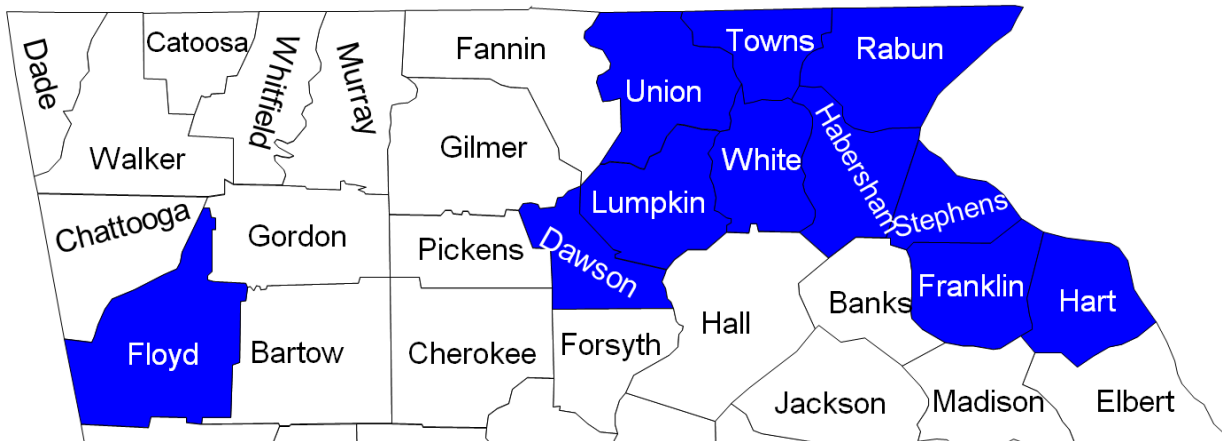 Dade
Catoosa
Whitfield
Murray
Fannin
Towns
Rabun
Union
Walker
Gilmer
White
Habersham
Chattooga
Gordon
Pickens
Lumpkin
Stephens
Dawson
Franklin
Hart
Banks
Floyd
Bartow
Cherokee
Forsyth
Hall
Jackson
Madison
Elbert